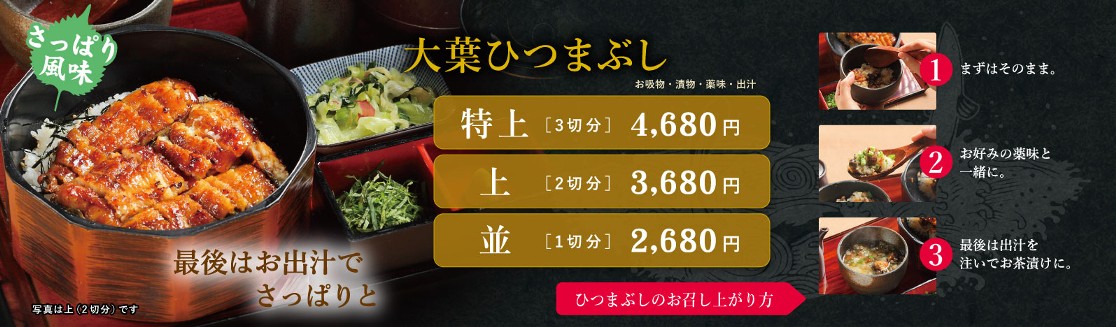 さっぱり
風味
大葉ひつまぶし
お吸物・漬物・薬味・出汁
特上 [3切分] 4,680円
上 [2切分] 3,680円
並 [1切分] 2,680円
最後はお出汁で
さっぱりと
写真は上(2切分)です
ひつまぶしのお召し上がり方
1 まずはそのまま。
2 お好みの薬味と
一緒に。
3 最後は出汁を
注いでお茶漬けに。